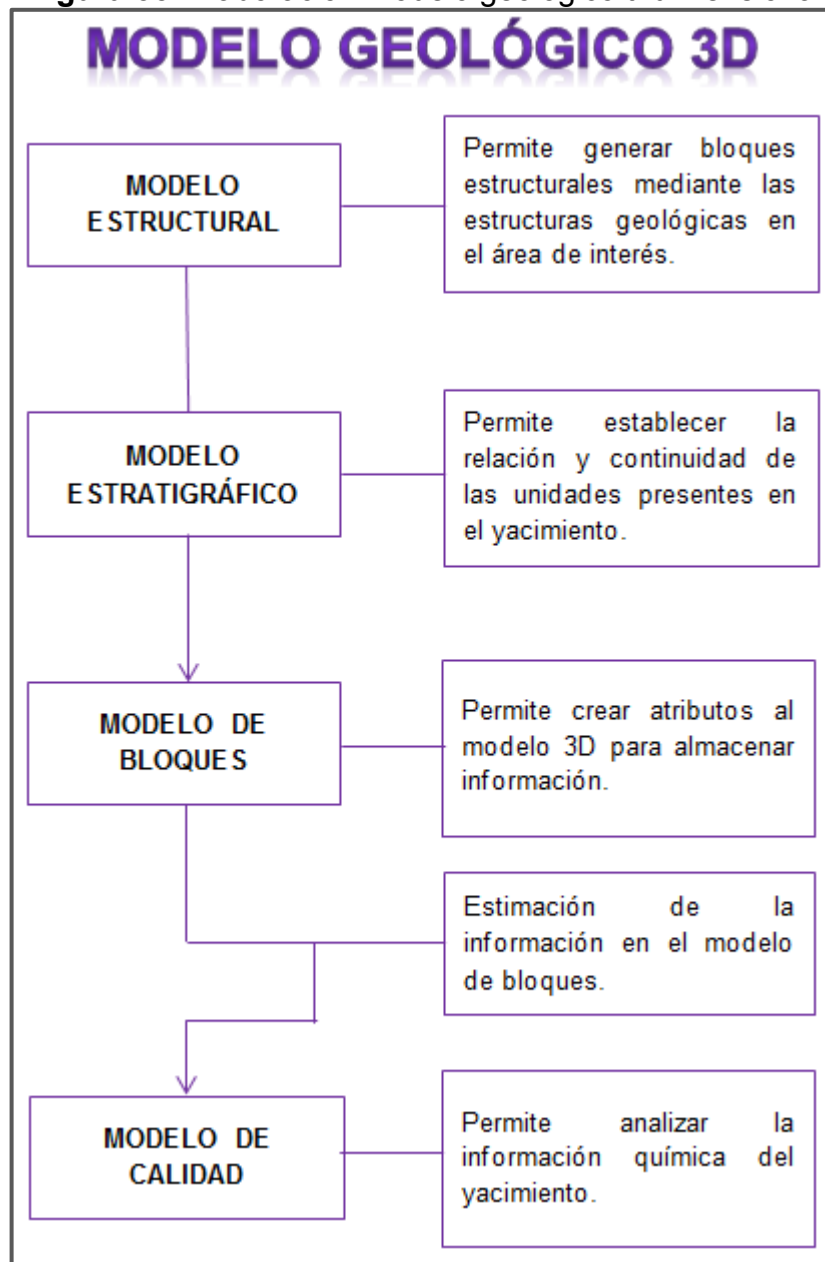 MODELO GEOLÓGICO 3D
MODELO
ESTRUCTURAL
Permite generar bloques
estructurales mediante las
estructuras geológicas en
el área de interés.
MODELO
ESTRATIGRÁFICO
Permite establecer la
relación y continuidad de
las unidades presentes en
el yacimiento.
MODELO DE
BLOQUES
Permite crear atributos al
modelo 3D para almacenar
información.
Estimación de la
información en el modelo
de bloques.
MODELO DE
CALIDAD
Permite analizar la
información química del
yacimiento.